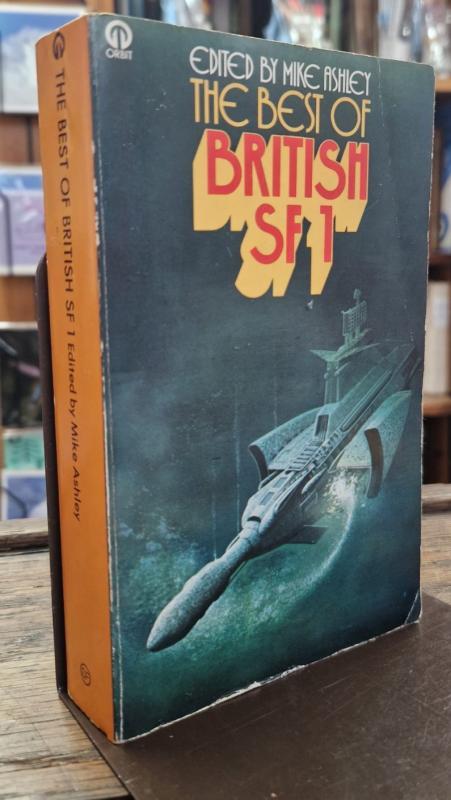 ORBIT
EDITED BY MIKE ASHLEY
THE BEST OF
BRITISH
SF 1
THE BEST OF BRITISH SF 1 Edited by Mike Ashley